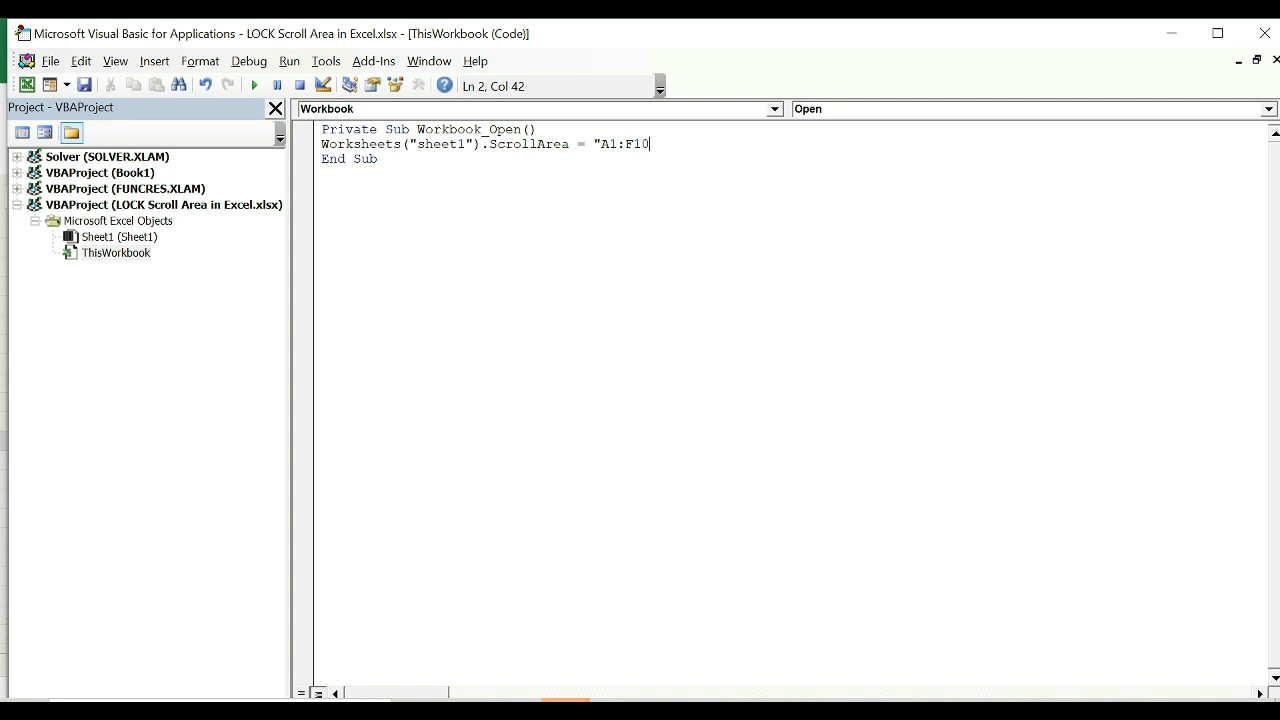 Microsoft Visual Basic for Applications - LOCK Scroll Area in Excel.xlsx - [ThisWorkbook (Code)]
File Edit View Insert Format Debug Run Tools Add-Ins Window Help
Ln 2, Col 42
Project - VBAProject
Workbook
Open
Solver (SOLVER.XLAM)
VBAProject (Book1)
VBAProject (FUNCRES.XLAM)
VBAProject (LOCK Scroll Area in Excel.xlsx)
Microsoft Excel Objects
Sheet1 (Sheet1)
ThisWorkbook
Private Sub Workbook_Open()
Worksheets("sheet1").ScrollArea = "A1:F10
End Sub